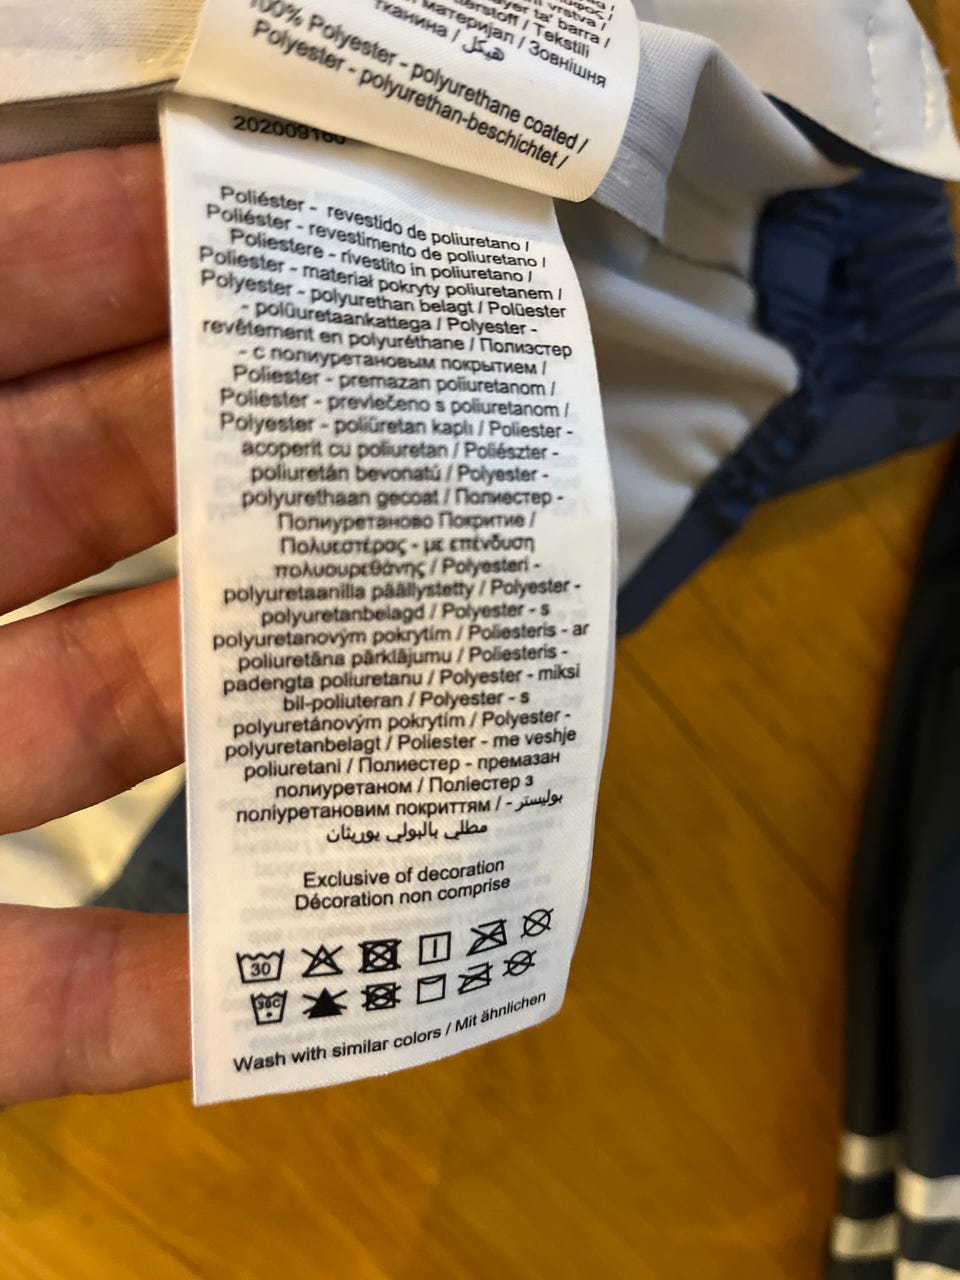 тканина / هيكل
материјал / Зовнішня
100% Polyester - polyurethane coated /
Polyester - polyurethan-beschichtet /
Poliéster - revestido de poliuretano /
Poliéster - revestimento de poliuretano /
Poliestere - rivestito in poliuretano /
Poliester - materiał pokryty poliuretanem /
Polyester - polyurethan belagt / Polüester
- polüuretaankattega / Polyester -
revêtement en polyuréthane / Полиэстер
- с полиуретановым покрытием /
Poliester - premazan poliuretanom /
Poliester - prevlečeno s poliuretanom /
Polyester - poliüretan kaplı / Poliester -
acoperit cu poliuretan / Poliészter -
poliuretán bevonatú / Polyester -
polyurethaan gecoat / Полиестер -
Полиуретаново Покритие /
Πολυεστέρας - με επένδυση
πολυουρεθάνης / Polyesteri -
polyuretaanilla päällystetty / Polyester -
polyuretanbelagd / Polyester - s
polyuretanovým pokrytím / Poliesteris - ar
poliuretāna pārklājumu / Poliesteris -
padengta poliuretanu / Polyester - miksi
bil-poliuteran / Polyester - s
polyuretánovým pokrytím / Polyester -
polyuretanbelagt / Poliester - me veshje
poliuretani / Полиестер - премазан
полиуретаном / Поліестер з
поліуретановим покриттям / بوليستر -
مطلي بالبولي يوريثان
Exclusive of decoration
Décoration non comprise
30
30C
Wash with similar colors / Mit ähnlichen